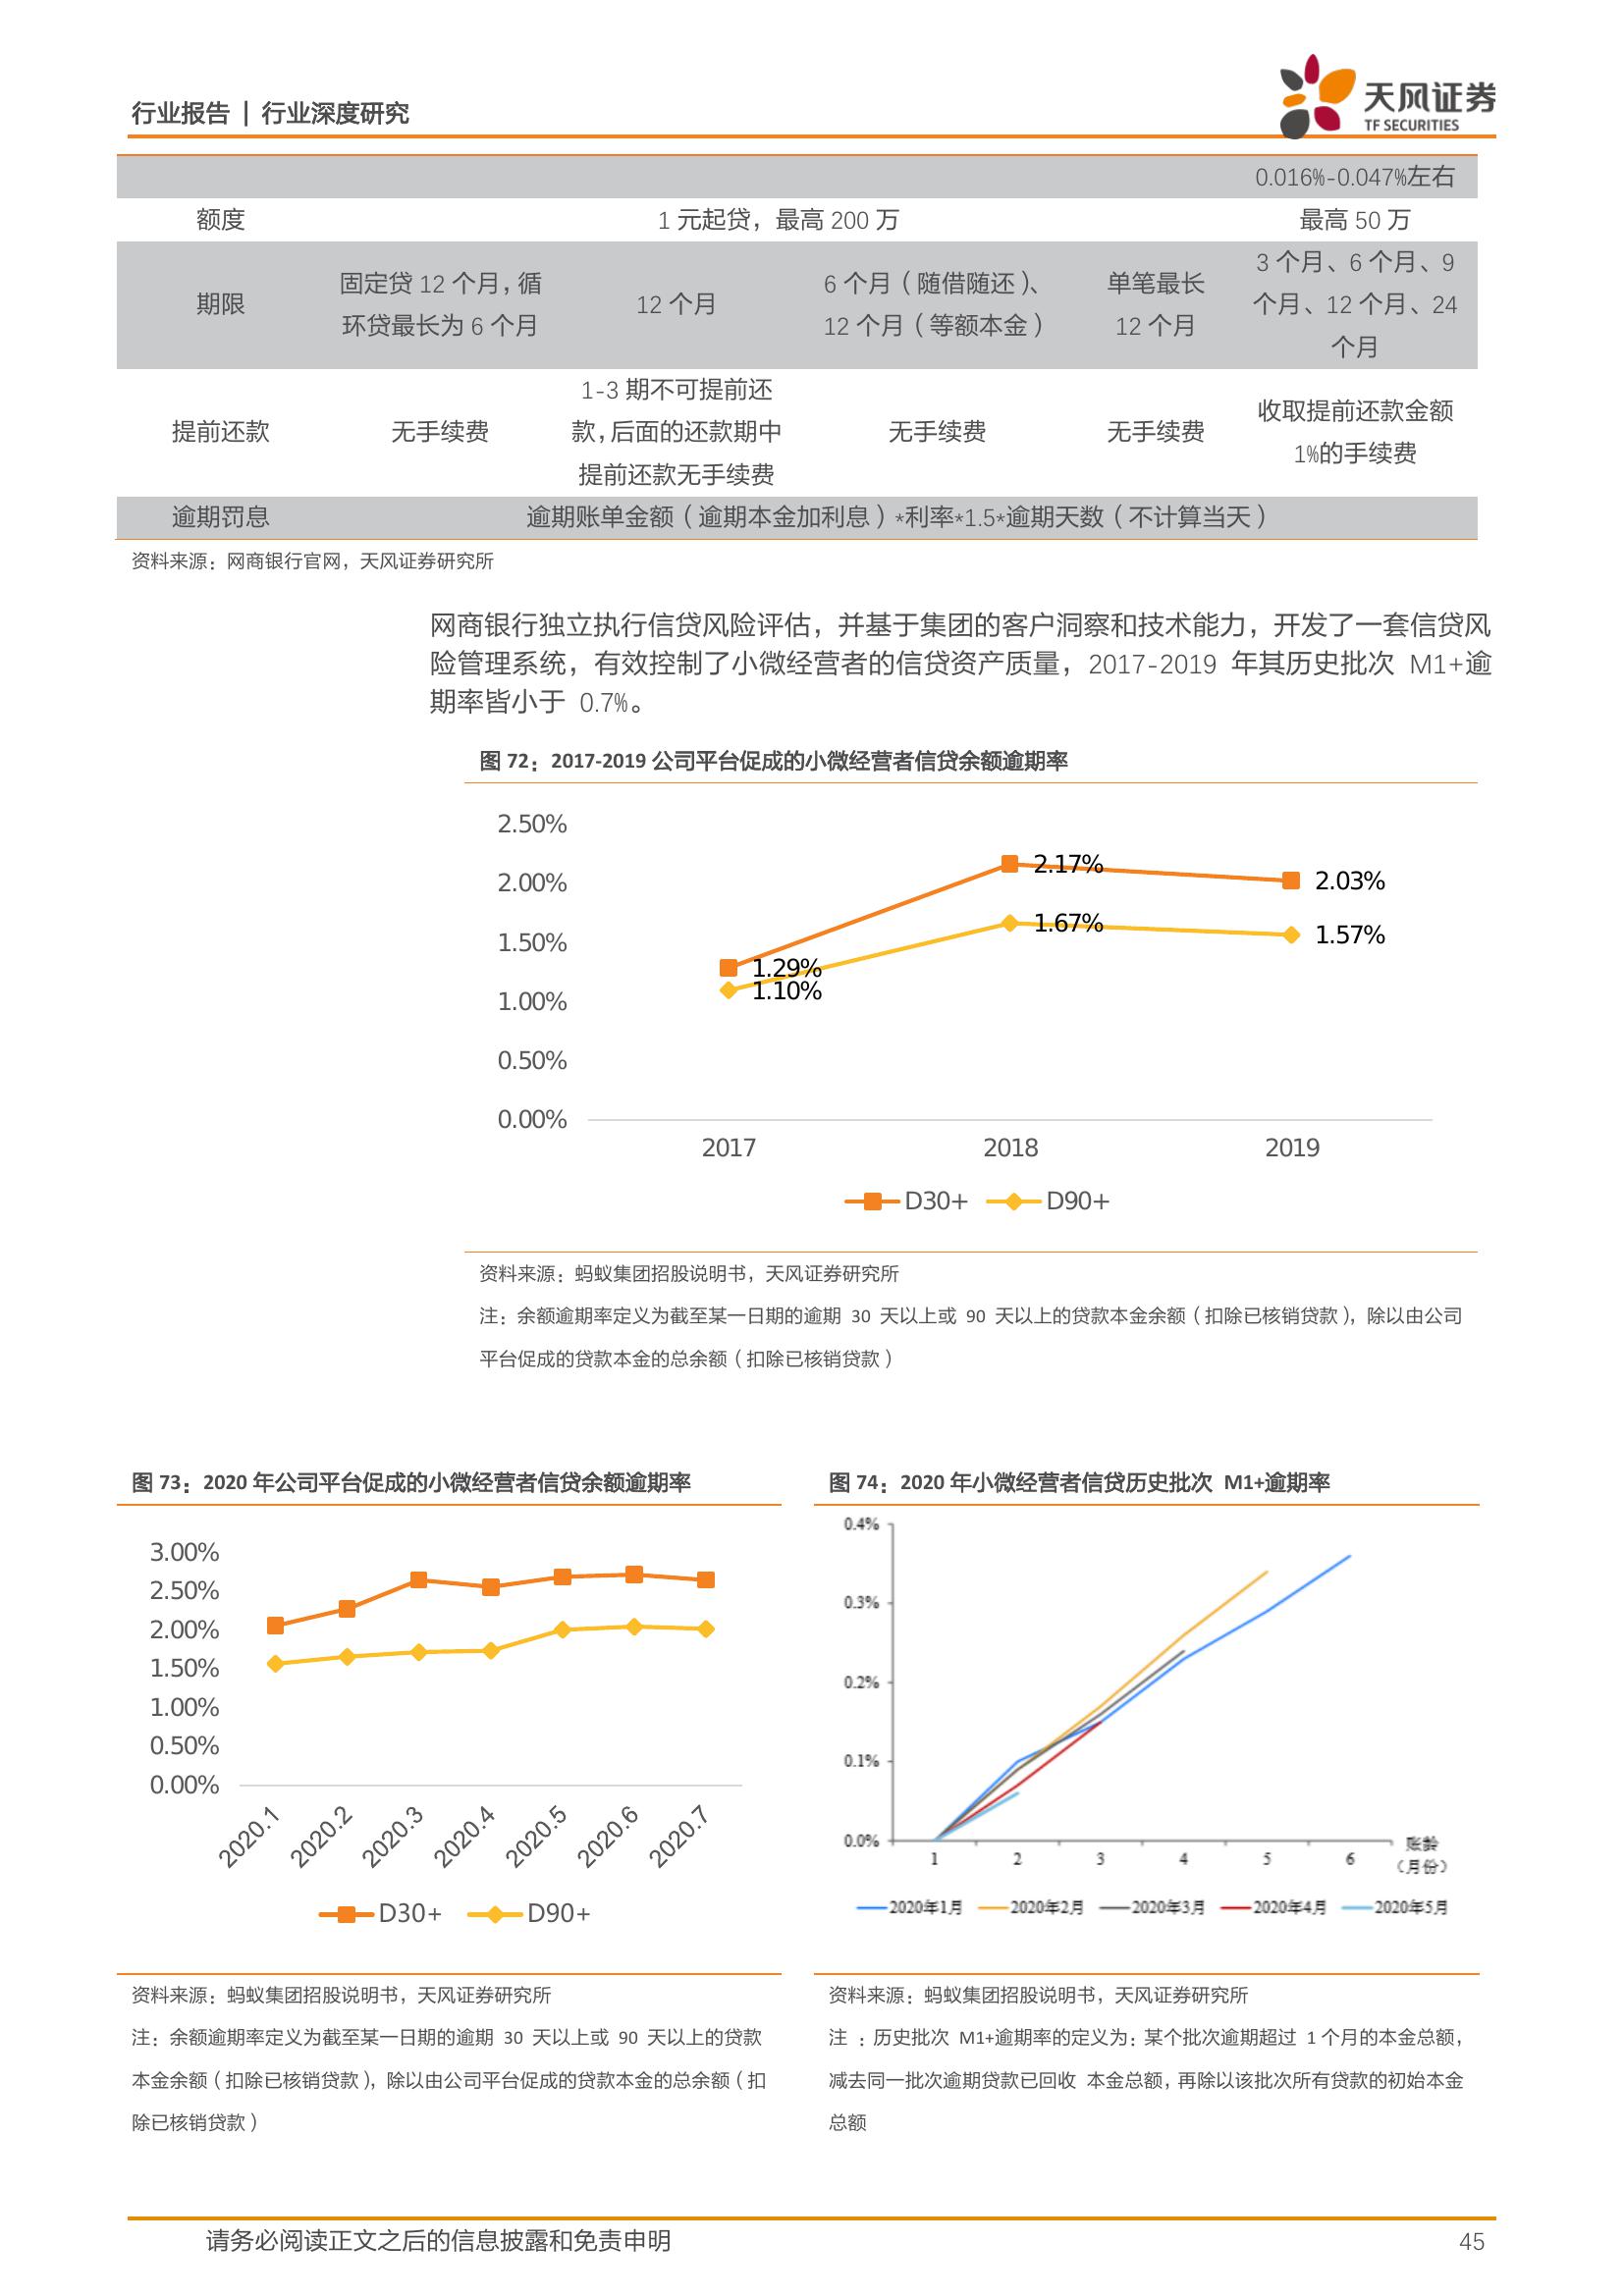 行业报告 | 行业深度研究
天风证券
TF SECURITIES
0.016%-0.047%左右
额度 1 元起贷，最高 200 万 最高 50 万
期限 固定贷 12 个月，循环贷最长为 6 个月 12 个月 6 个月（随借随还）、12 个月（等额本金） 单笔最长 12 个月 3 个月、6 个月、9 个月、12 个月、24 个月
提前还款 无手续费 1-3 期不可提前还款，后面的还款期中提前还款无手续费 无手续费 无手续费 收取提前还款金额 1%的手续费
逾期罚息 逾期账单金额（逾期本金加利息）*利率*1.5*逾期天数（不计算当天）
资料来源：网商银行官网，天风证券研究所
网商银行独立执行信贷风险评估，并基于集团的客户洞察和技术能力，开发了一套信贷风
险管理系统，有效控制了小微经营者的信贷资产质量，2017-2019 年其历史批次 M1+逾
期率皆小于 0.7%。
图 72：2017-2019 公司平台促成的小微经营者信贷余额逾期率
2.50%
2.00%
1.50%
1.00%
0.50%
0.00%
2.17%
2.03%
1.67%
1.57%
1.29%
1.10%
2017 2018 2019
D30+ D90+
资料来源：蚂蚁集团招股说明书，天风证券研究所
注：余额逾期率定义为截至某一日期的逾期 30 天以上或 90 天以上的贷款本金余额（扣除已核销贷款），除以由公司
平台促成的贷款本金的总余额（扣除已核销贷款）
图 73：2020 年公司平台促成的小微经营者信贷余额逾期率
3.00%
2.50%
2.00%
1.50%
1.00%
0.50%
0.00%
2020.1 2020.2 2020.3 2020.4 2020.5 2020.6 2020.7
D30+ D90+
资料来源：蚂蚁集团招股说明书，天风证券研究所
注：余额逾期率定义为截至某一日期的逾期 30 天以上或 90 天以上的贷款
本金余额（扣除已核销贷款），除以由公司平台促成的贷款本金的总余额（扣
除已核销贷款）
图 74：2020 年小微经营者信贷历史批次 M1+逾期率
0.4%
0.3%
0.2%
0.1%
0.0%
1 2 3 4 5 6
账龄
（月份）
2020年1月 2020年2月 2020年3月 2020年4月 2020年5月
资料来源：蚂蚁集团招股说明书，天风证券研究所
注 ：历史批次 M1+逾期率的定义为：某个批次逾期超过 1 个月的本金总额，
减去同一批次逾期贷款已回收 本金总额，再除以该批次所有贷款的初始本金
总额
请务必阅读正文之后的信息披露和免责申明 45